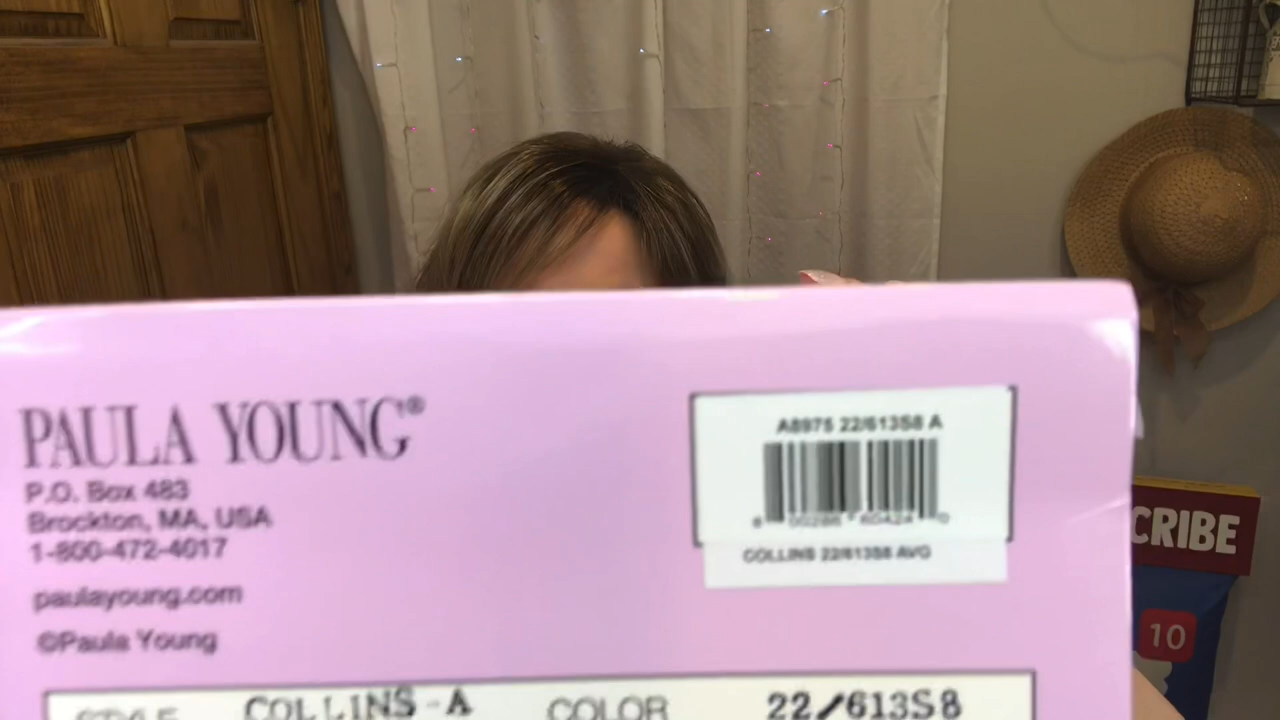 PAULA YOUNG®
P.O. Box 483
Brockton, MA, USA
1-800-472-4017
paulayoung.com
©Paula Young
A8975 22/613S8 A
COLLINS 22/613S8 AVG
STYLE COLLINS-A COLOR 22/613S8
CRIBE
10